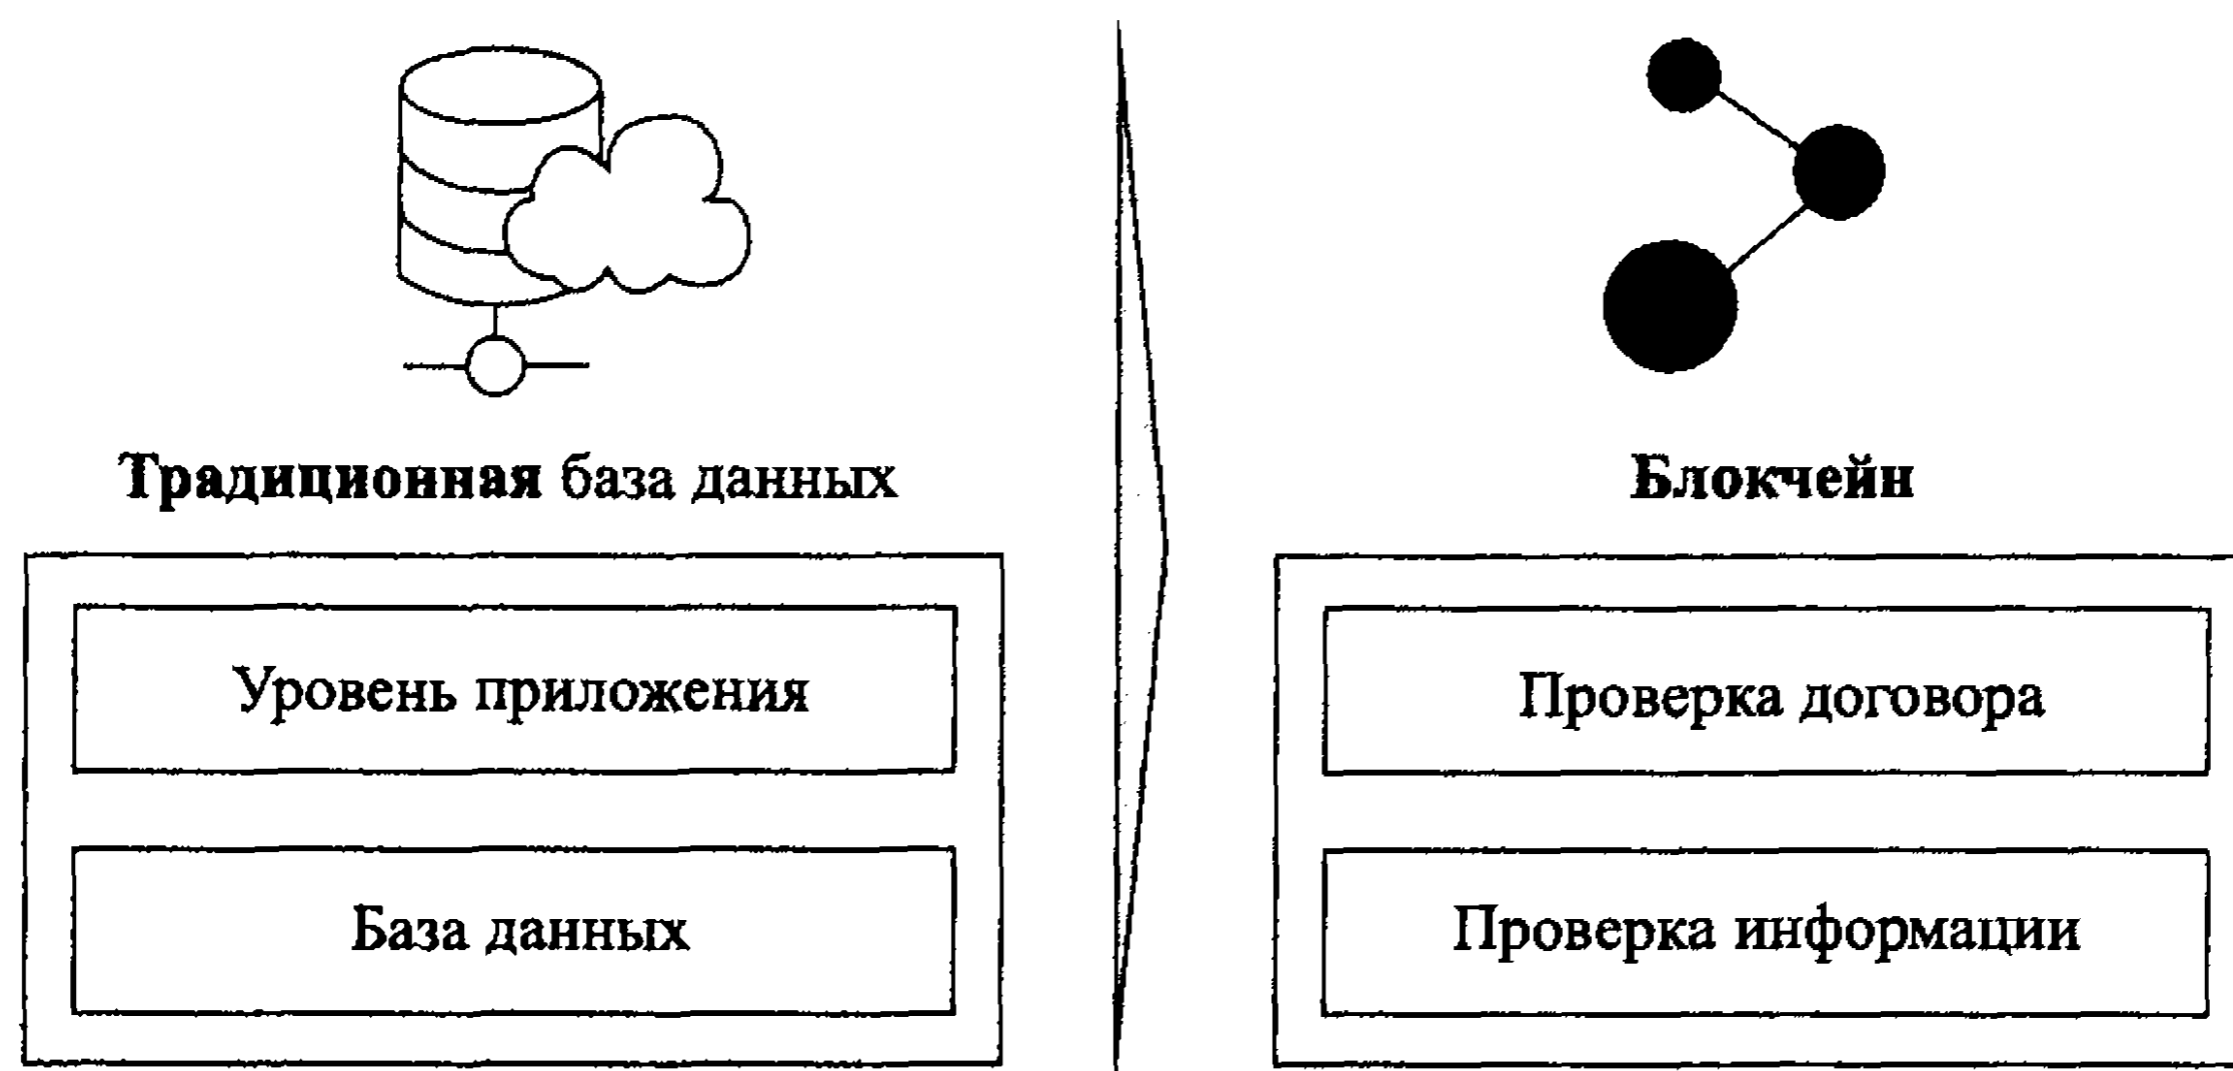 Традиционная база данных
Уровень приложения
База данных
Блокчейн
Проверка договора
Проверка информации